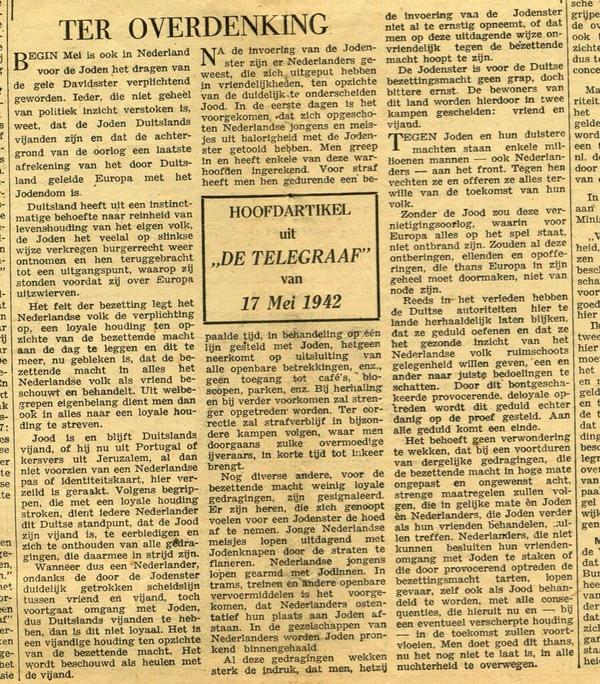 TER OVERDENKING
BEGIN Mei is ook in Nederland
voor de Joden het dragen van
de gele Davidsster verplichtend
geworden. Ieder, die niet geheel
van politiek inzicht verstoken is,
weet, dat de Joden Duitslands
vijanden zijn en dat de achter-
grond van de oorlog een laatste
afrekening van het door Duits-
land geleide Europa met het
Jodendom is.
Duitsland heeft uit een instinct-
matige behoefte naar reinheid van
levenshouding van het eigen volk,
de Joden het veelal op slinkse
wijze verkregen burgerrecht weer
ontnomen en hen teruggebracht
tot een uitgangspunt, waarop zij
stonden voordat zij over Europa
uitzwierven.
Het feit der bezetting legt het
Nederlandse volk de verplichting
op, een loyale houding ten op-
zichte van de bezettende macht
aan de dag te leggen en dit te
meer, nu gebleken is, dat de be-
zettende macht in alles het
Nederlandse volk als vriend be-
schouwt en behandelt. Uit welbe-
grepen eigenbelang dient men dan
ook in alles naar een loyale hou-
ding te streven.
Jood is en blijft Duitslands
vijand, of hij nu uit Portugal of
kersvers uit Jeruzalem, al dan
niet voorzien van een Nederlandse
pas of identiteitskaart, hier ver-
zeild is geraakt. Volgens begrip-
pen, die met een loyale houding
stroken, dient iedere Nederlander
dit Duitse standpunt, dat de Jood
zijn vijand is, te eerbiedigen en
zich te onthouden van alle gedra-
gingen, die daarmee in strijd zijn.
Wanneer dus een Nederlander,
ondanks de door de Jodenster
duidelijk getrokken scheidslijn
tussen vriend en vijand, toch
voortgaat omgang met Joden,
dus Duitslands vijanden te heb-
ben, dan is dit niet loyaal. Het is
een vijandige houding ten opzichte
van de bezettende macht. Het
wordt beschouwd als heulen met
de vijand.
NA de invoering van de Joden-
ster zijn er Nederlanders ge-
weest, die zich uitgeput hebben
in vriendelijkheden, ten opzichte
van de duidelijk te onderscheiden
Jood. In de eerste dagen is het
voorgekomen, dat zich opgescho-
ten Nederlandse jongens en meis-
jes uit balorigheid met de Joden-
ster getooid hebben. Men greep
in en heeft enkele van deze war-
hoofden ingerekend. Voor straf
heeft men hen gedurende een be-
HOOFDARTIKEL
uit
„DE TELEGRAAF”
van
17 Mei 1942
paalde tijd, in behandeling op één
lijn gesteld met Joden, hetgeen
neerkomt op uitsluiting van
alle openbare betrekkingen, enz.,
geen toegang tot café's, bio-
scopen, parken, enz. Bij herhaling
en bij verder voorkomen zal stren-
ger opgetreden worden. Ter cor-
rectie zal strafverblijf in bijzon-
dere kampen volgen, waar men
doorgaans zulke overmoedige
ijveraars, in korte tijd tot inkeer
brengt.
Nog diverse andere, voor de
bezettende macht weinig loyale
gedragingen, zijn gesignaleerd.
Er zijn heren, die zich genoopt
voelen voor een Jodenster de hoed
af te nemen. Jonge Nederlandse
meisjes lopen uitdagend met
Jodenknapen door de straten te
flaneren. Nederlandse jongens
lopen gearmd met Jodinnen. In
trams, treinen en andere openbare
vervoermiddelen is het voorge-
komen, dat Nederlanders osten-
tatief hun plaats aan Joden af-
staan. In de gezelschappen van
Nederlanders worden Joden pron-
kend binnengehaald
Al deze gedragingen wekken
sterk de indruk, dat men, hetzij
de invoering van de Jodenster
niet al te ernstig opneemt, of dat
men op deze uitdagende wijze on-
vriendelijk tegen de bezettende
macht hoopt te zijn.
De Jodenster is voor de Duitse
bezettingsmacht geen grap, doch
bittere ernst. De bewoners van
dit land worden hierdoor in twee
kampen gescheiden: vriend en
vijand.
TEGEN Joden en hun duistere
machten staan enkele mil-
lioenen mannen — ook Nederlan-
ders — aan het front. Tegen hen
vechten ze en offeren ze alles ter-
wille van de toekomst van hun
volk.
Zonder de Jood zou deze ver-
nietigingsoorlog, waarin voor
Europa alles op het spel staat,
niet ontbrand zijn. Zouden al deze
ontberingen, ellenden en opoffe-
ringen, die thans Europa in zijn
geheel moet doormaken, niet van
node zijn.
Reeds in het verleden hebben
de Duitse autoriteiten hier te
lande herhaaldelijk laten blijken,
dat ze geduld oefenen en dat ze
het gezonde inzicht van het
Nederlandse volk ruimschoots
gelegenheid willen geven, een en
ander naar juiste bedoelingen te
schatten. Door dit bontgescha-
keerde provocerende, deloyale op-
treden wordt dit geduld echter
danig op de proef gesteld. Aan
alle geduld komt een einde.
Het behoeft geen verwondering
te wekken, dat bij een voortduren
van dergelijke gedragingen, die
de bezettende macht in hoge mate
ongepast en ongewenst acht,
strenge maatregelen zullen vol-
gen, die in gelijke mate èn Joden
èn Nederlanders, die Joden verder
als hun vrienden behandelen, zul-
len treffen. Nederlanders, die niet
kunnen besluiten hun vrienden-
omgang met Joden te staken of
die door provocerend optreden de
bezettingsmacht tarten, lopen
gevaar, zelf ook als Jood behan-
deld te worden, met alle conse-
quenties, die hieruit nu en — bij
een eventueel verscherpte houding
— in de toekomst zullen voort-
vloeien. Men doet goed dit thans,
nu het nog niet te laat is, in alle
nuchterheid te overwegen.